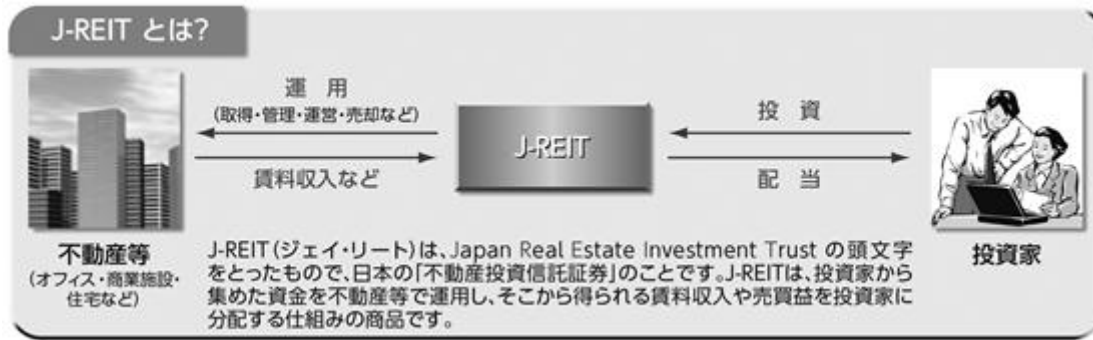 J-REIT とは?
運 用
(取得・管理・運営・売却など)
賃料収入など
J-REIT
投 資
配 当
不動産等
(オフィス・商業施設・
住宅など)
投資家
J-REIT(ジェイ・リート)は、Japan Real Estate Investment Trust の頭文字
をとったもので、日本の「不動産投資信託証券」のことです。J-REITは、投資家から
集めた資金を不動産等で運用し、そこから得られる賃料収入や売買益を投資家に
分配する仕組みの商品です。